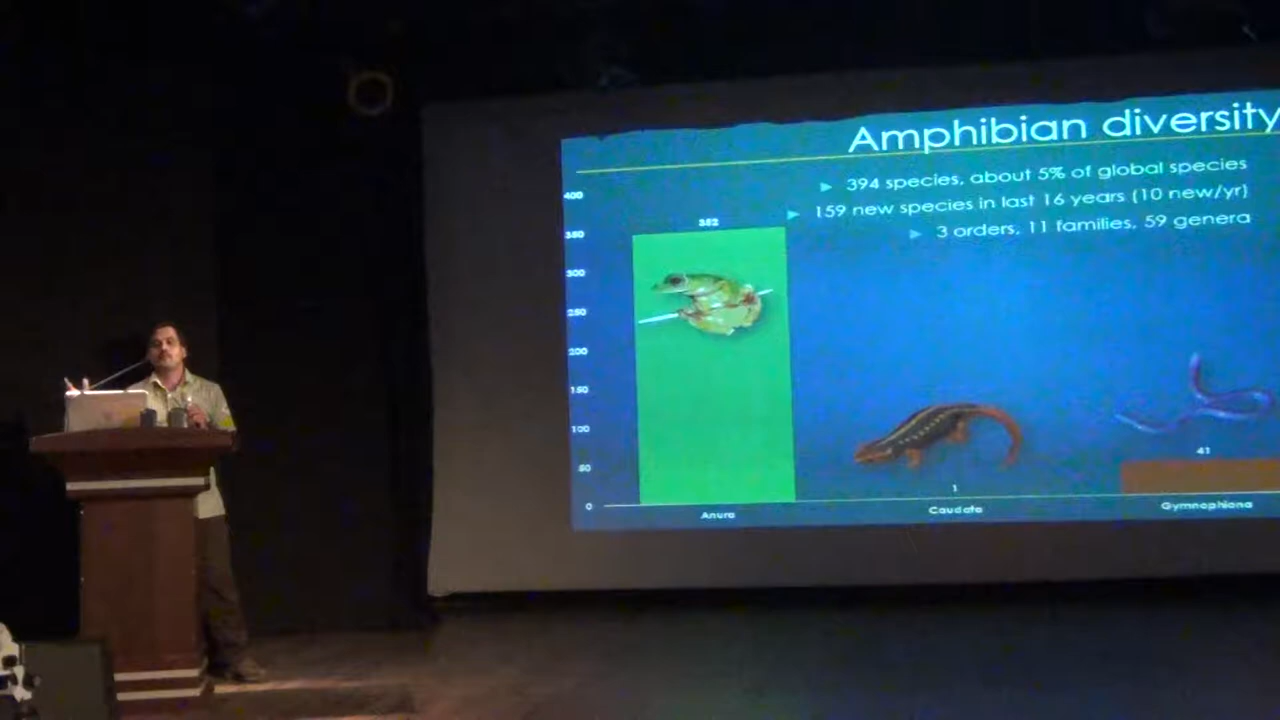 Amphibian diversity
394 species, about 5% of global species
159 new species in last 16 years (10 new/yr)
3 orders, 11 families, 59 genera
400
350
300
250
200
150
100
50
0
352
1
41
Anura
Caudata
Gymnophiona